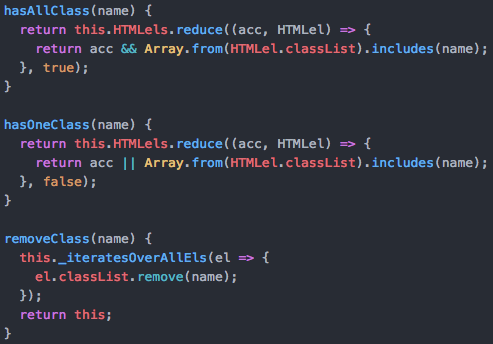 hasAllClass(name) {
  return this.HTMLels.reduce((acc, HTMLel) => {
    return acc && Array.from(HTMLel.classList).includes(name);
  }, true);
}

hasOneClass(name) {
  return this.HTMLels.reduce((acc, HTMLel) => {
    return acc || Array.from(HTMLel.classList).includes(name);
  }, false);
}

removeClass(name) {
  this._iteratesOverAllEls(el => {
    el.classList.remove(name);
  });
  return this;
}